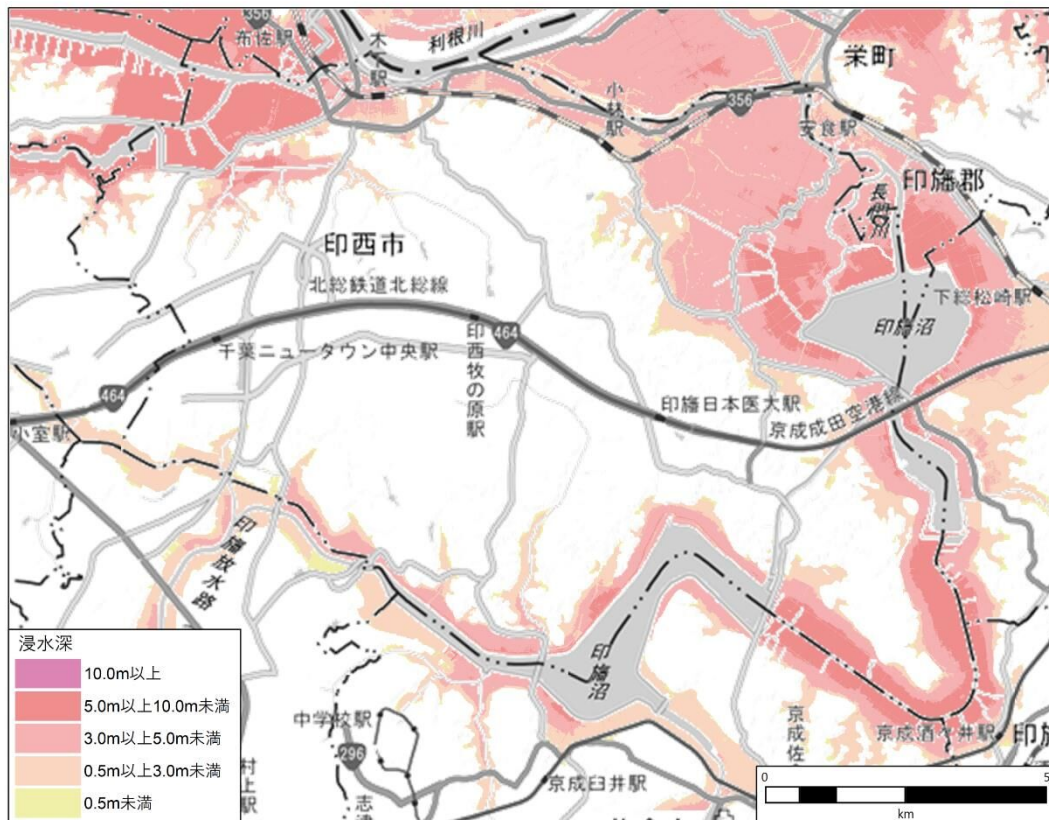 356
布佐駅
木下駅
利根川
栄町
小林駅
356
安食駅
印旛郡
長門川
印西市
北総鉄道北総線
印旛沼
下総松崎駅
464
千葉ニュータウン中央駅
印西牧の原駅
464
印旛日本医大駅
京成成田空港線
小室駅
印旛放水路
印旛沼
中学校駅
296
村上駅
志津
京成臼井駅
京成佐
京成酒々井駅
印旛
浸水深
10.0m以上
5.0m以上10.0m未満
3.0m以上5.0m未満
0.5m以上3.0m未満
0.5m未満
0
5
km